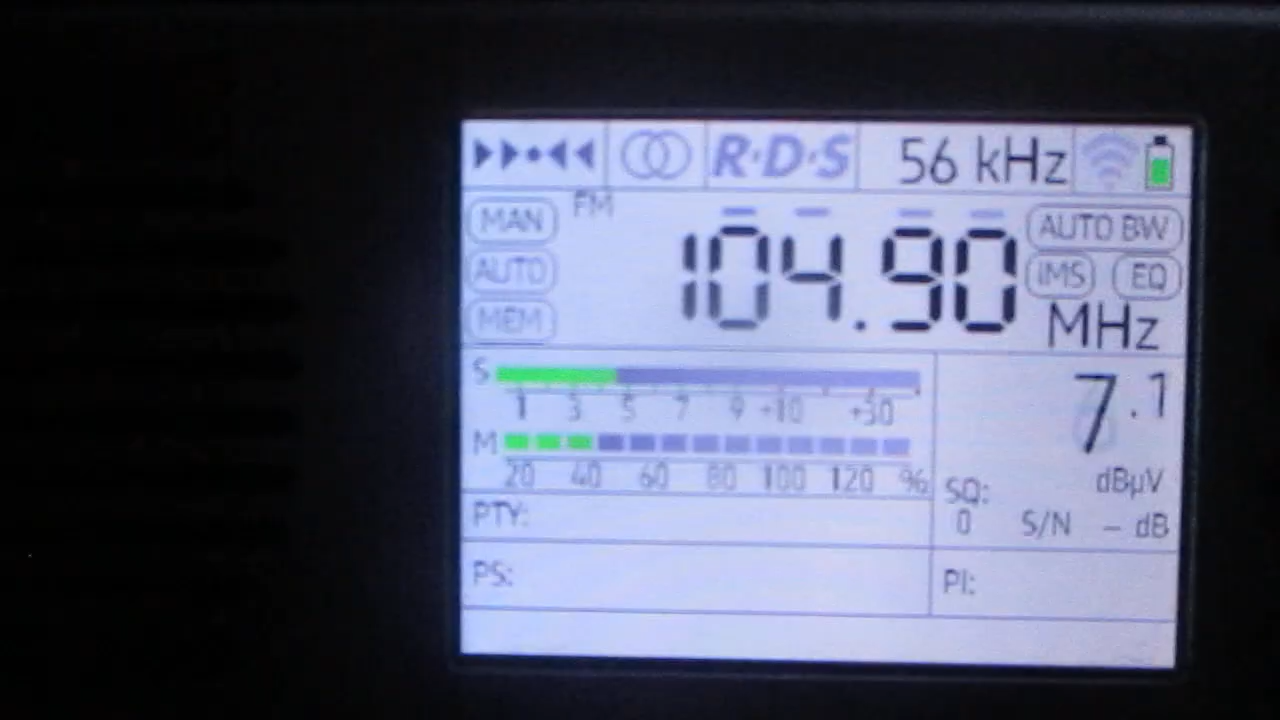 R·D·S 56 kHz
FM
MAN AUTO BW
104.90
AUTO iMS EQ
MEM MHz
S
1 3 5 7 9 +10 +30
7.1
M
20 40 60 80 100 120 %
dBµV
SQ:
0 S/N – dB
PTY:
PS: PI: